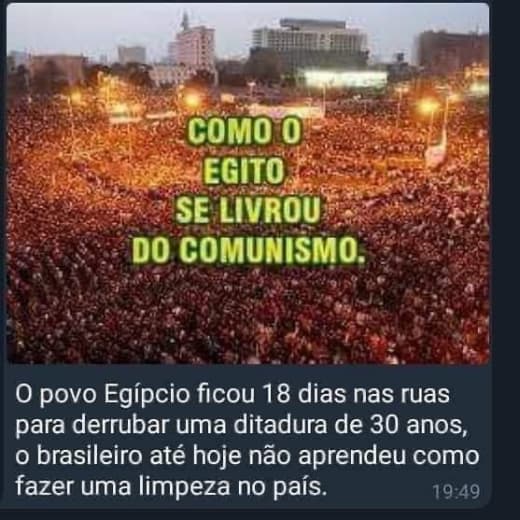 COMO O
EGITO
SE LIVROU
DO COMUNISMO.
O povo Egípcio ficou 18 dias nas ruas
para derrubar uma ditadura de 30 anos,
o brasileiro até hoje não aprendeu como
fazer uma limpeza no país.
19:49